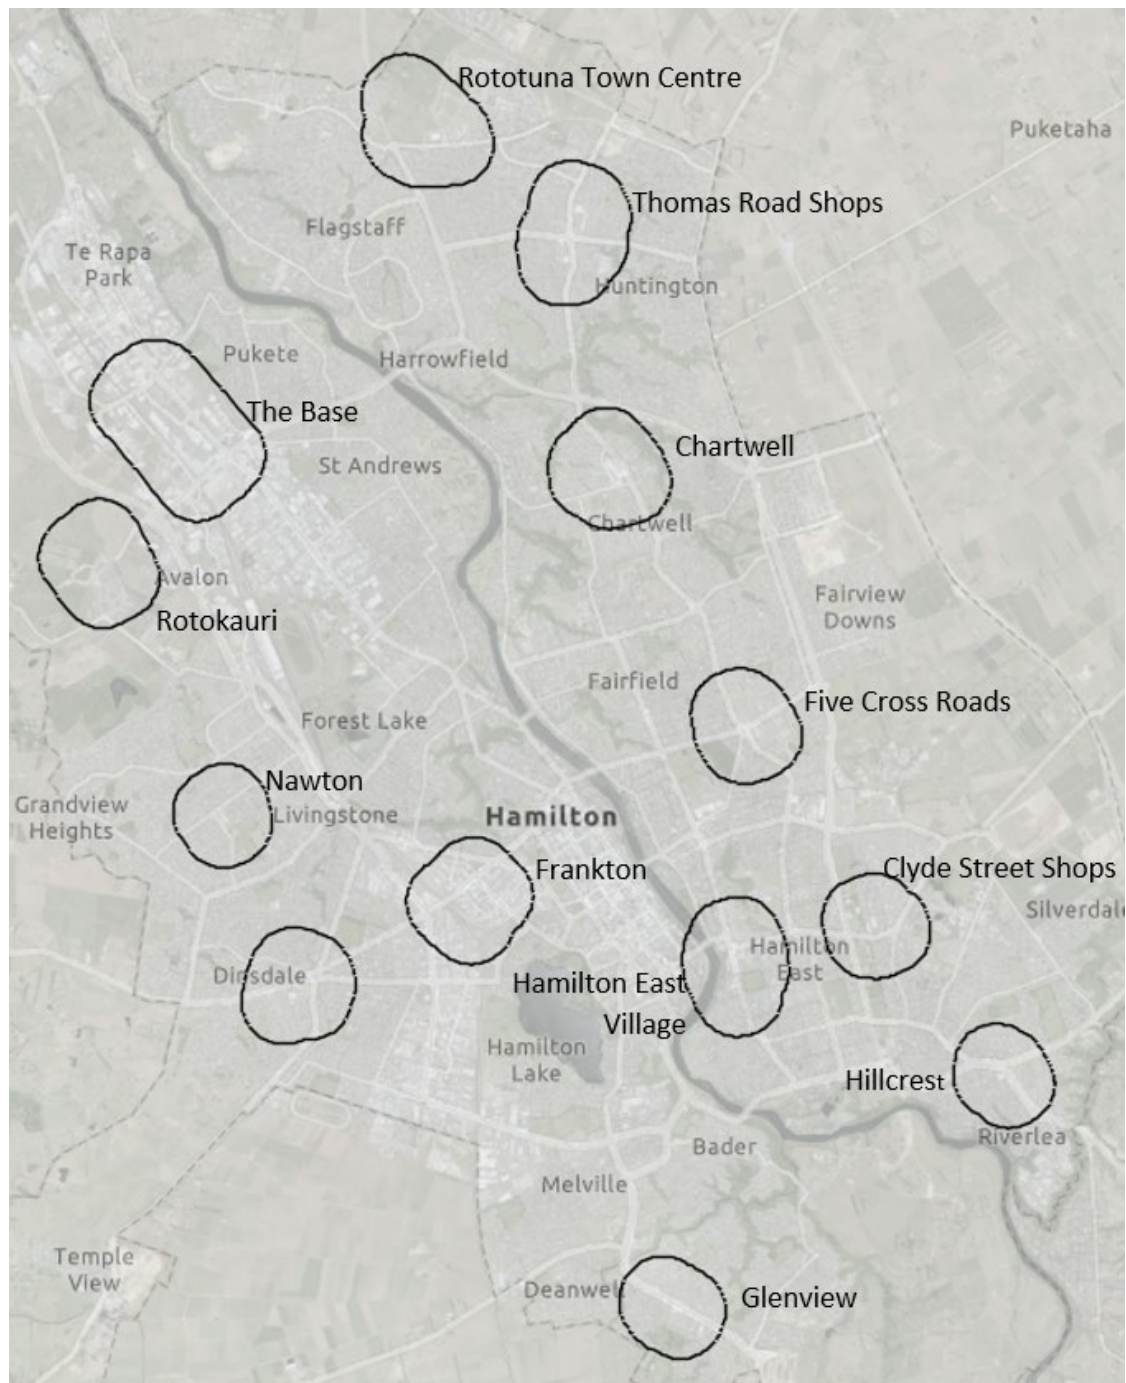 Rototuna Town Centre
Puketaha
Thomas Road Shops
Flagstaff
Te Rapa
Park
Huntington
Pukete
Harrowfield
The Base
Chartwell
St Andrews
Chartwell
Avalon
Fairview
Downs
Rotokauri
Fairfield
Five Cross Roads
Forest Lake
Nawton
Grandview
Heights
Livingstone
Hamilton
Frankton
Clyde Street Shops
Silverdale
Hamilton
East
Dinsdale
Hamilton East
Village
Hamilton
Lake
Hillcrest
Riverlea
Bader
Melville
Temple
View
Deanwell
Glenview